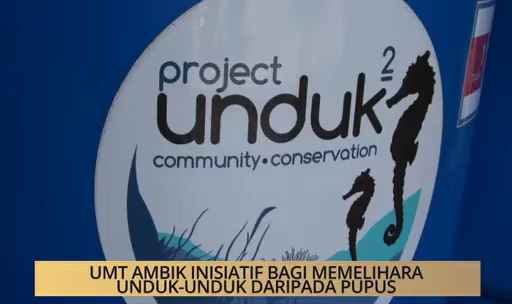 project
unduk²
community • conservation
UMT AMBIK INISIATIF BAGI MEMELIHARA
UNDUK-UNDUK DARIPADA PUPUS